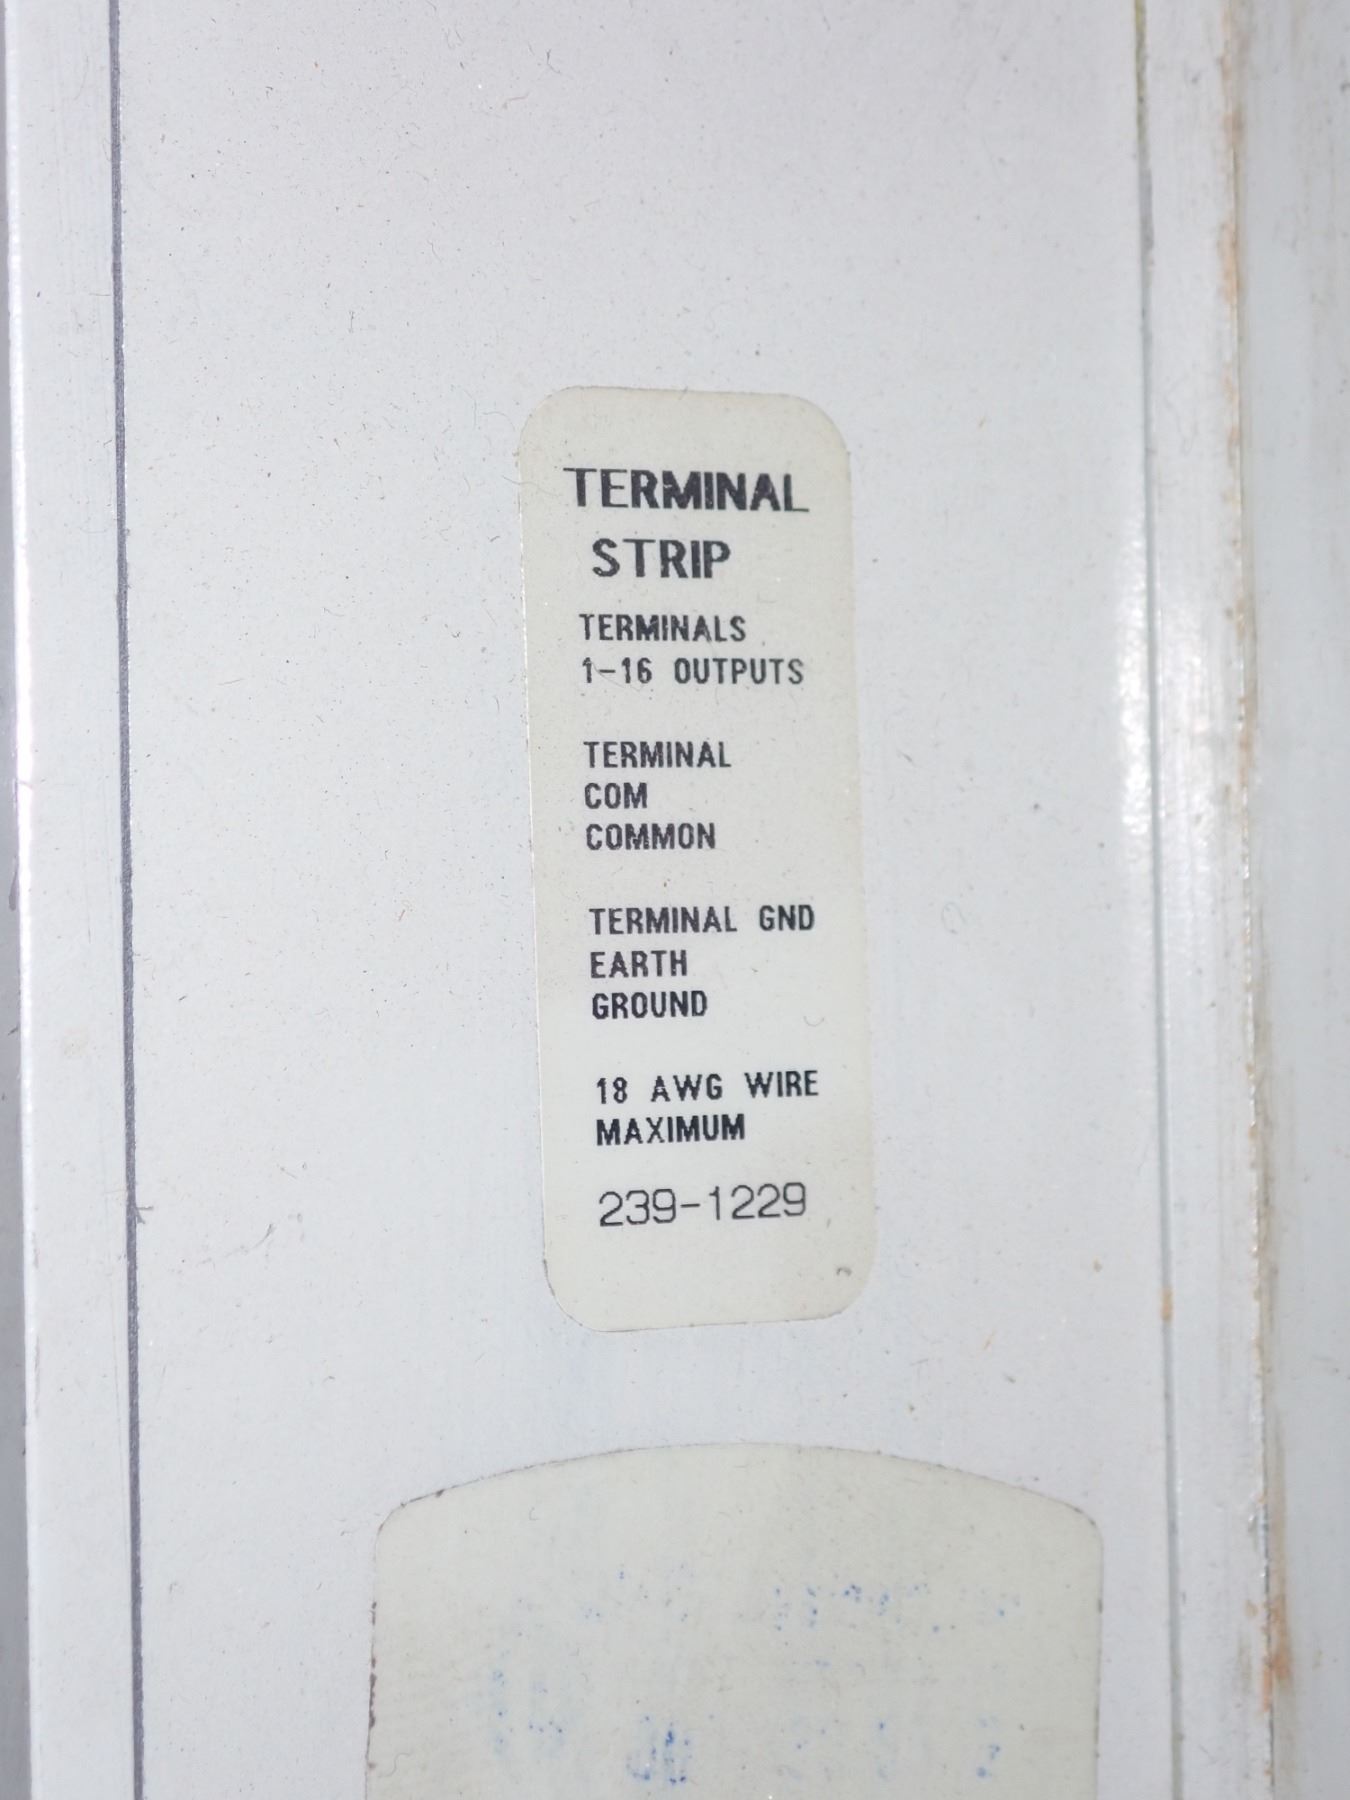 TERMINAL
STRIP
TERMINALS
1-16 OUTPUTS
TERMINAL
COM
COMMON
TERMINAL GND
EARTH
GROUND
18 AWG WIRE
MAXIMUM
239-1229